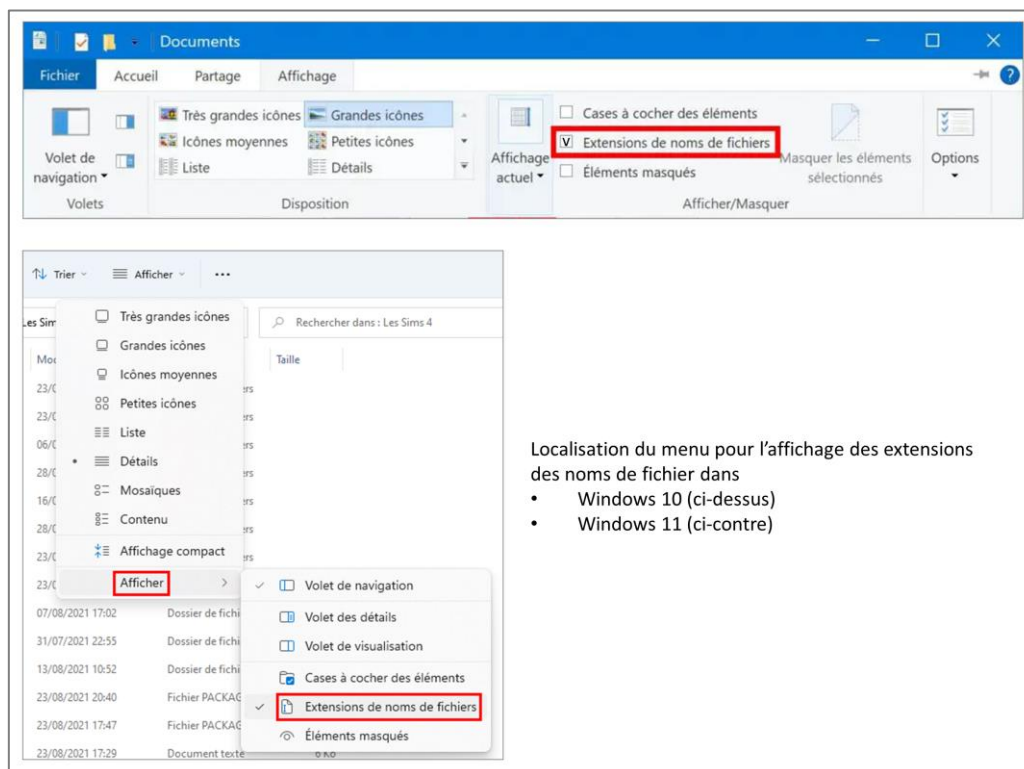 Documents
Fichier Accueil Partage Affichage
Très grandes icônes Grandes icônes
Icônes moyennes Petites icônes
Liste Détails
Volet de navigation
Volets
Disposition
Affichage actuel
Cases à cocher des éléments
V Extensions de noms de fichiers
Éléments masqués
Masquer les éléments sélectionnés
Afficher/Masquer
Options
Trier Afficher ...
Les Sim
Rechercher dans : Les Sims 4
Taille
Très grandes icônes
Grandes icônes
Icônes moyennes
Petites icônes
Liste
• Détails
Mosaïques
Contenu
Affichage compact
Afficher
Volet de navigation
Volet des détails
Volet de visualisation
Cases à cocher des éléments
Extensions de noms de fichiers
Éléments masqués
07/08/2021 17:02 Dossier de fichi
31/07/2021 22:55 Dossier de fichi
13/08/2021 10:52 Dossier de fichi
23/08/2021 20:40 Fichier PACKAG
23/08/2021 17:47 Fichier PACKAG
23/08/2021 17:29 Document texte
Localisation du menu pour l’affichage des extensions
des noms de fichier dans
• Windows 10 (ci-dessus)
• Windows 11 (ci-contre)